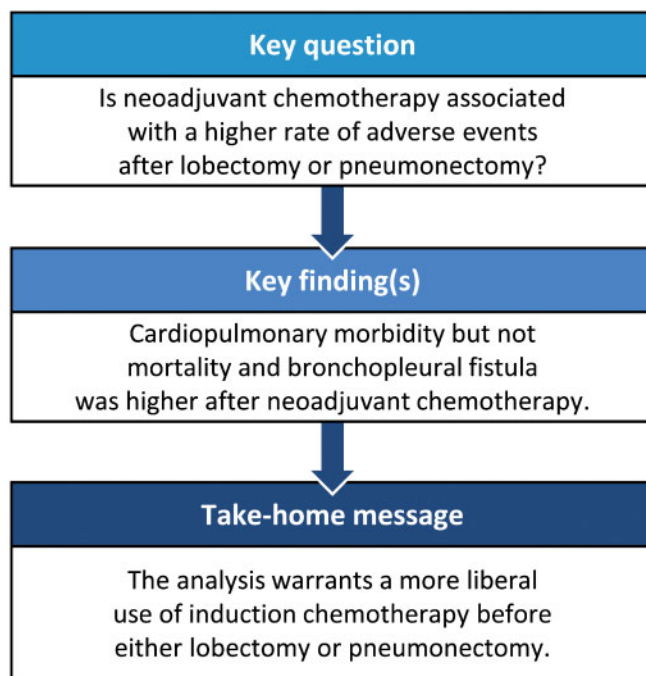 Key question
Is neoadjuvant chemotherapy associated
with a higher rate of adverse events
after lobectomy or pneumonectomy?
Key finding(s)
Cardiopulmonary morbidity but not
mortality and bronchopleural fistula
was higher after neoadjuvant chemotherapy.
Take-home message
The analysis warrants a more liberal
use of induction chemotherapy before
either lobectomy or pneumonectomy.